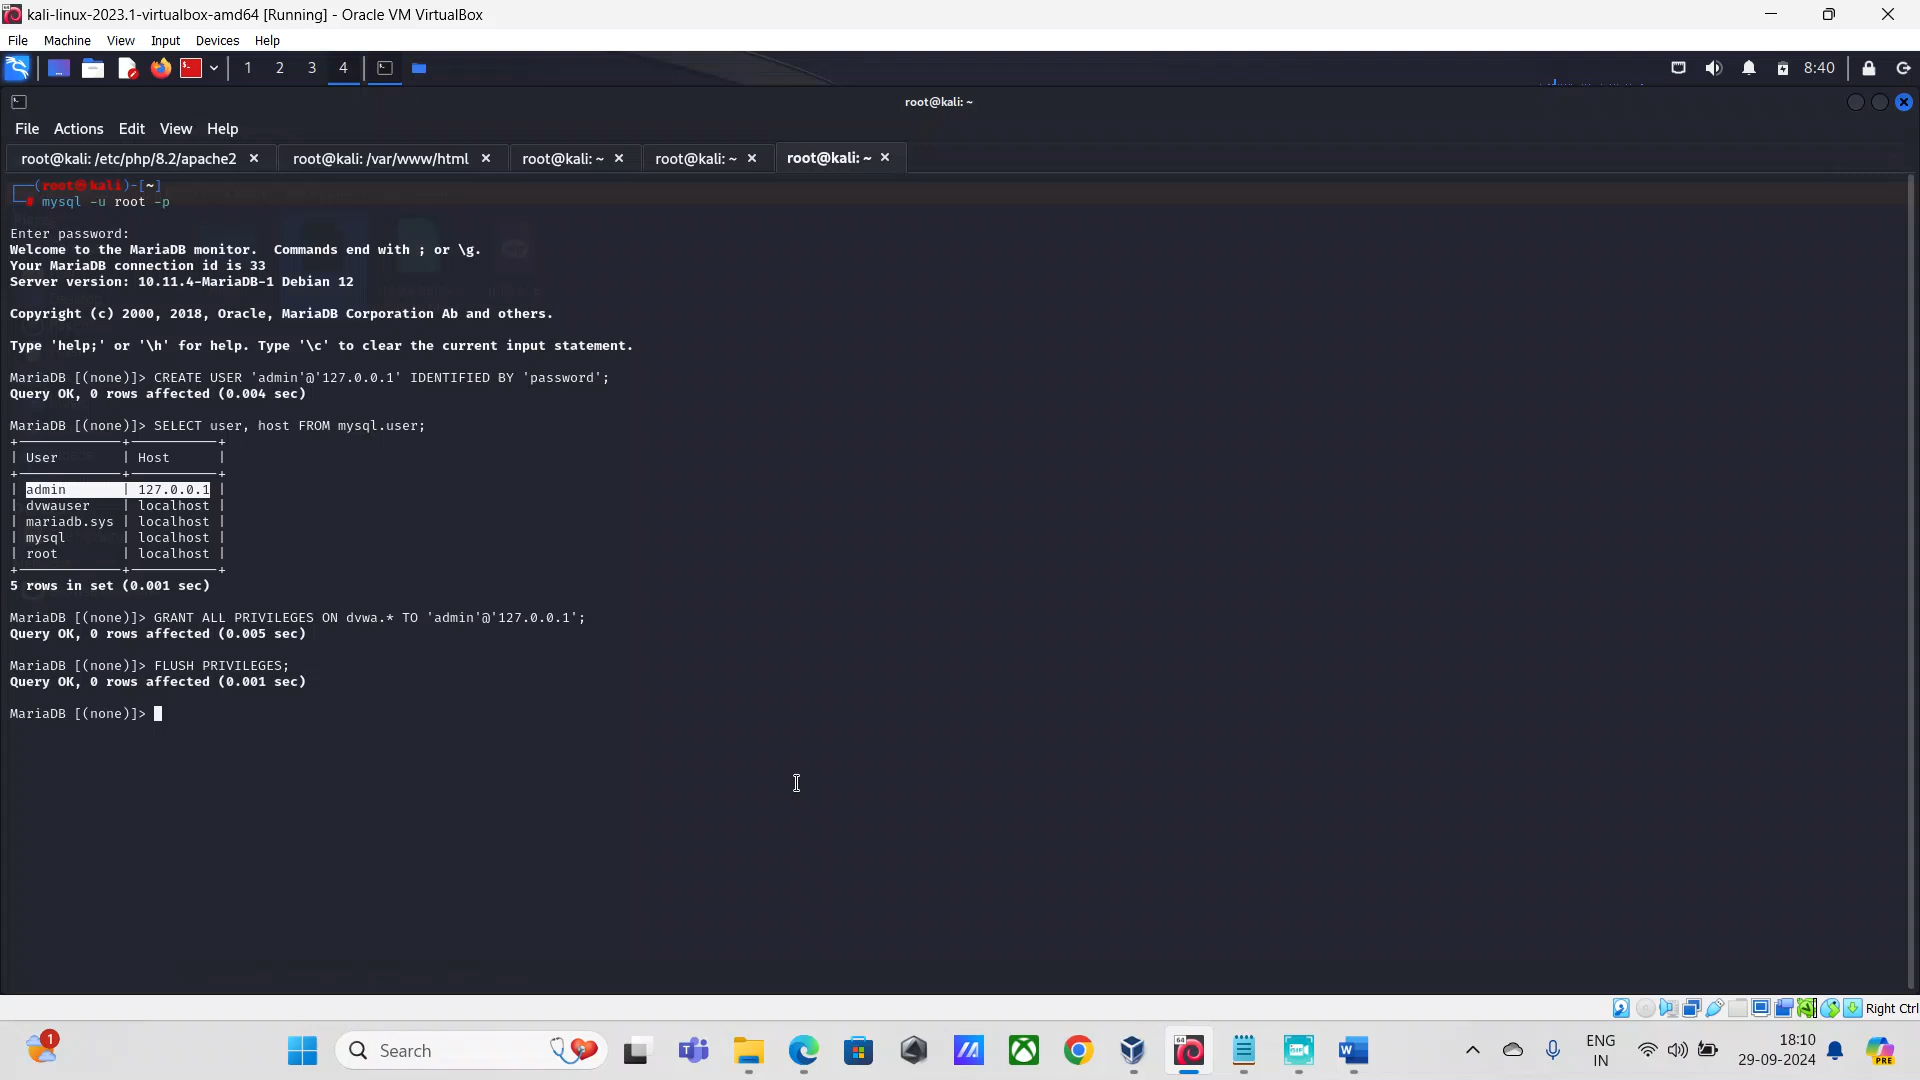 kali-linux-2023.1-virtualbox-amd64 [Running] - Oracle VM VirtualBox
File Machine View Input Devices Help
1 2 3 4 8:40
root@kali: ~
File Actions Edit View Help
root@kali: /etc/php/8.2/apache2 root@kali: /var/www/html root@kali: ~ root@kali: ~ root@kali: ~
┌──(root㉿kali)-[~]
└─# mysql -u root -p
Enter password:
Welcome to the MariaDB monitor.  Commands end with ; or \g.
Your MariaDB connection id is 33
Server version: 10.11.4-MariaDB-1 Debian 12
Copyright (c) 2000, 2018, Oracle, MariaDB Corporation Ab and others.
Type 'help;' or '\h' for help. Type '\c' to clear the current input statement.
MariaDB [(none)]> CREATE USER 'admin'@'127.0.0.1' IDENTIFIED BY 'password';
Query OK, 0 rows affected (0.004 sec)
MariaDB [(none)]> SELECT user, host FROM mysql.user;
| User | Host |
| admin | 127.0.0.1 |
| dvwauser | localhost |
| mariadb.sys | localhost |
| mysql | localhost |
| root | localhost |
5 rows in set (0.001 sec)
MariaDB [(none)]> GRANT ALL PRIVILEGES ON dvwa.* TO 'admin'@'127.0.0.1';
Query OK, 0 rows affected (0.005 sec)
MariaDB [(none)]> FLUSH PRIVILEGES;
Query OK, 0 rows affected (0.001 sec)
MariaDB [(none)]>
Right Ctrl
1 Search ENG 18:10
IN 29-09-2024